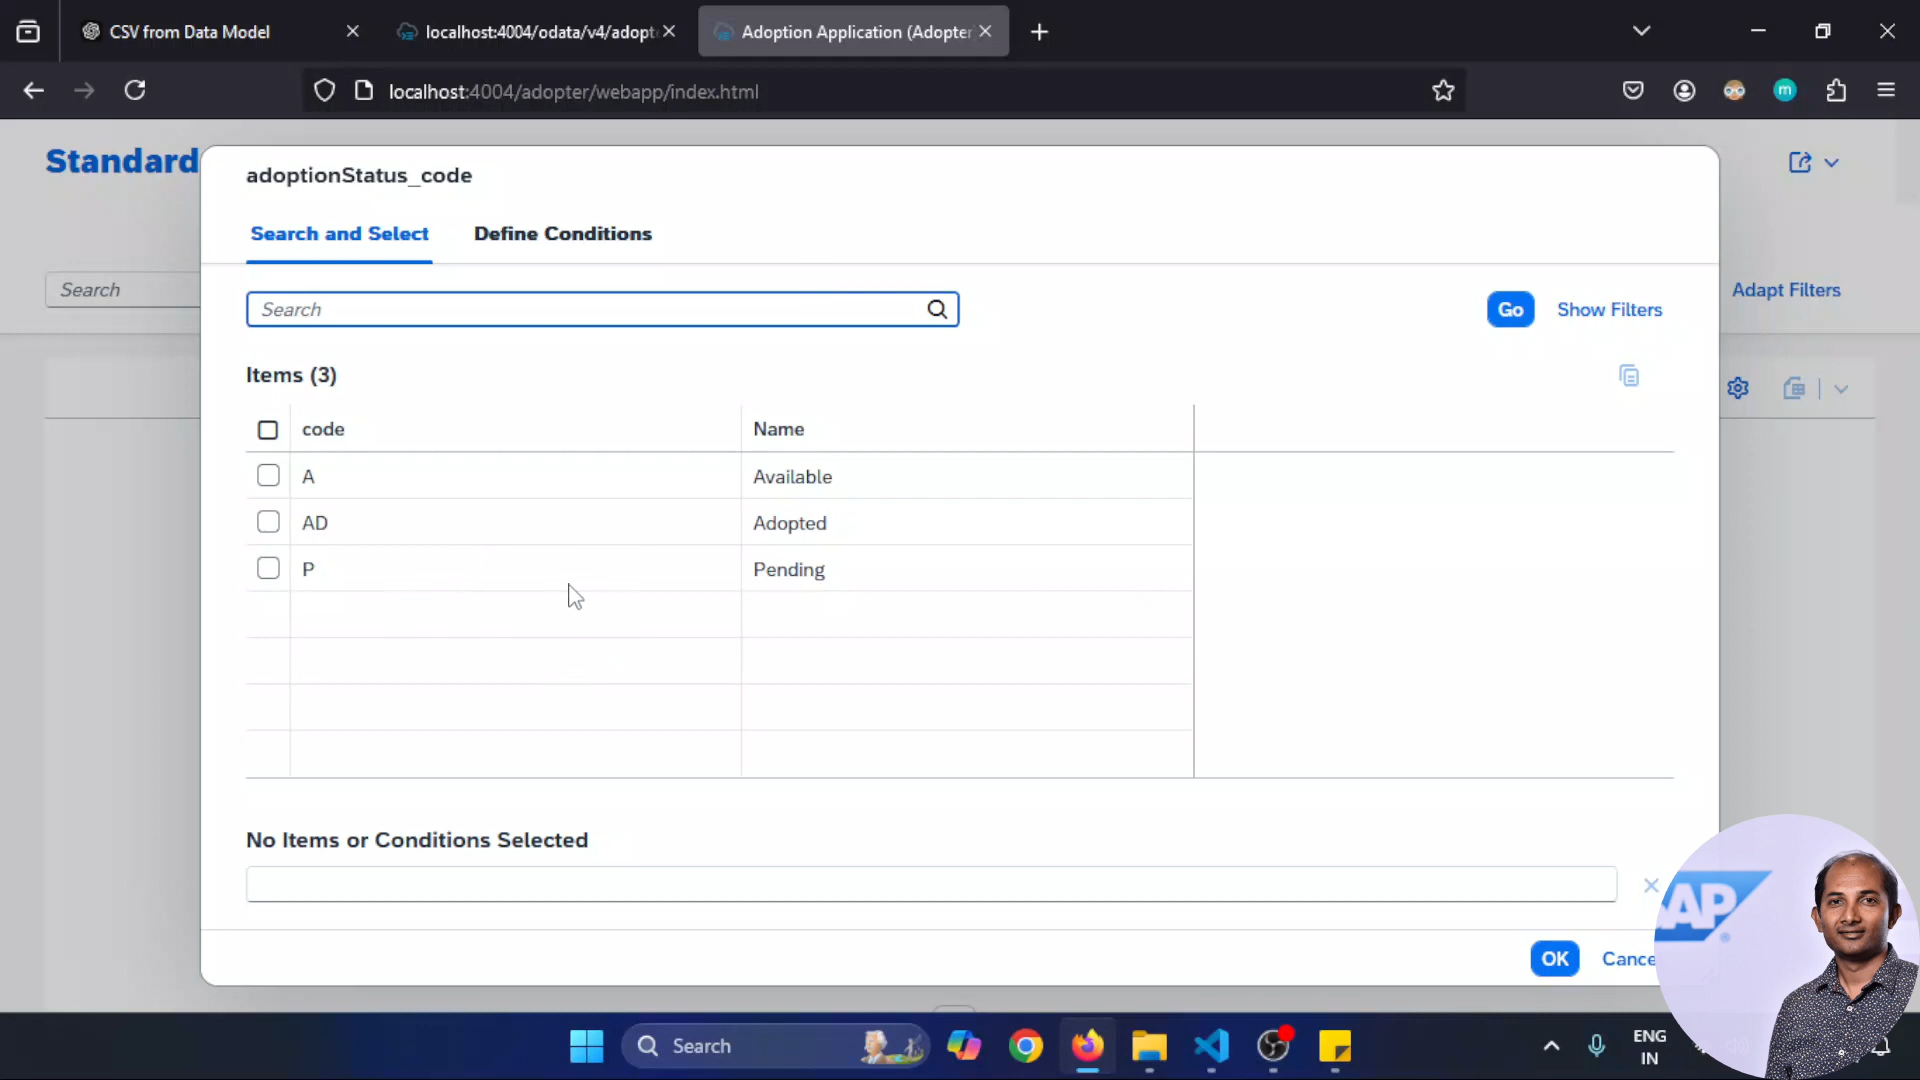 CSV from Data Model
localhost:4004/odata/v4/adopt
Adoption Application (Adopter
localhost:4004/adopter/webapp/index.html
Standard
adoptionStatus_code
Search and Select
Define Conditions
Search
Search
Go
Show Filters
Adapt Filters
Items (3)
code
Name
A
Available
AD
Adopted
P
Pending
No Items or Conditions Selected
OK
Cance
AP
Search
m
ENG
IN